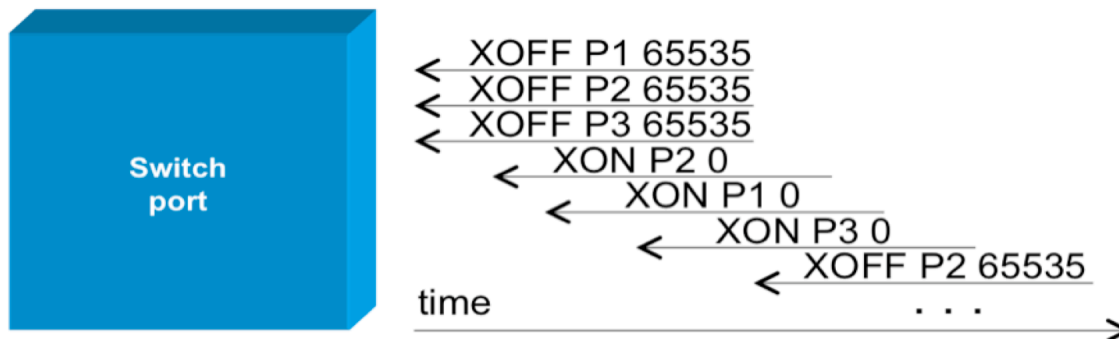 Switch
port
XOFF P1 65535
XOFF P2 65535
XOFF P3 65535
XON P2 0
XON P1 0
XON P3 0
XOFF P2 65535
time
. . .